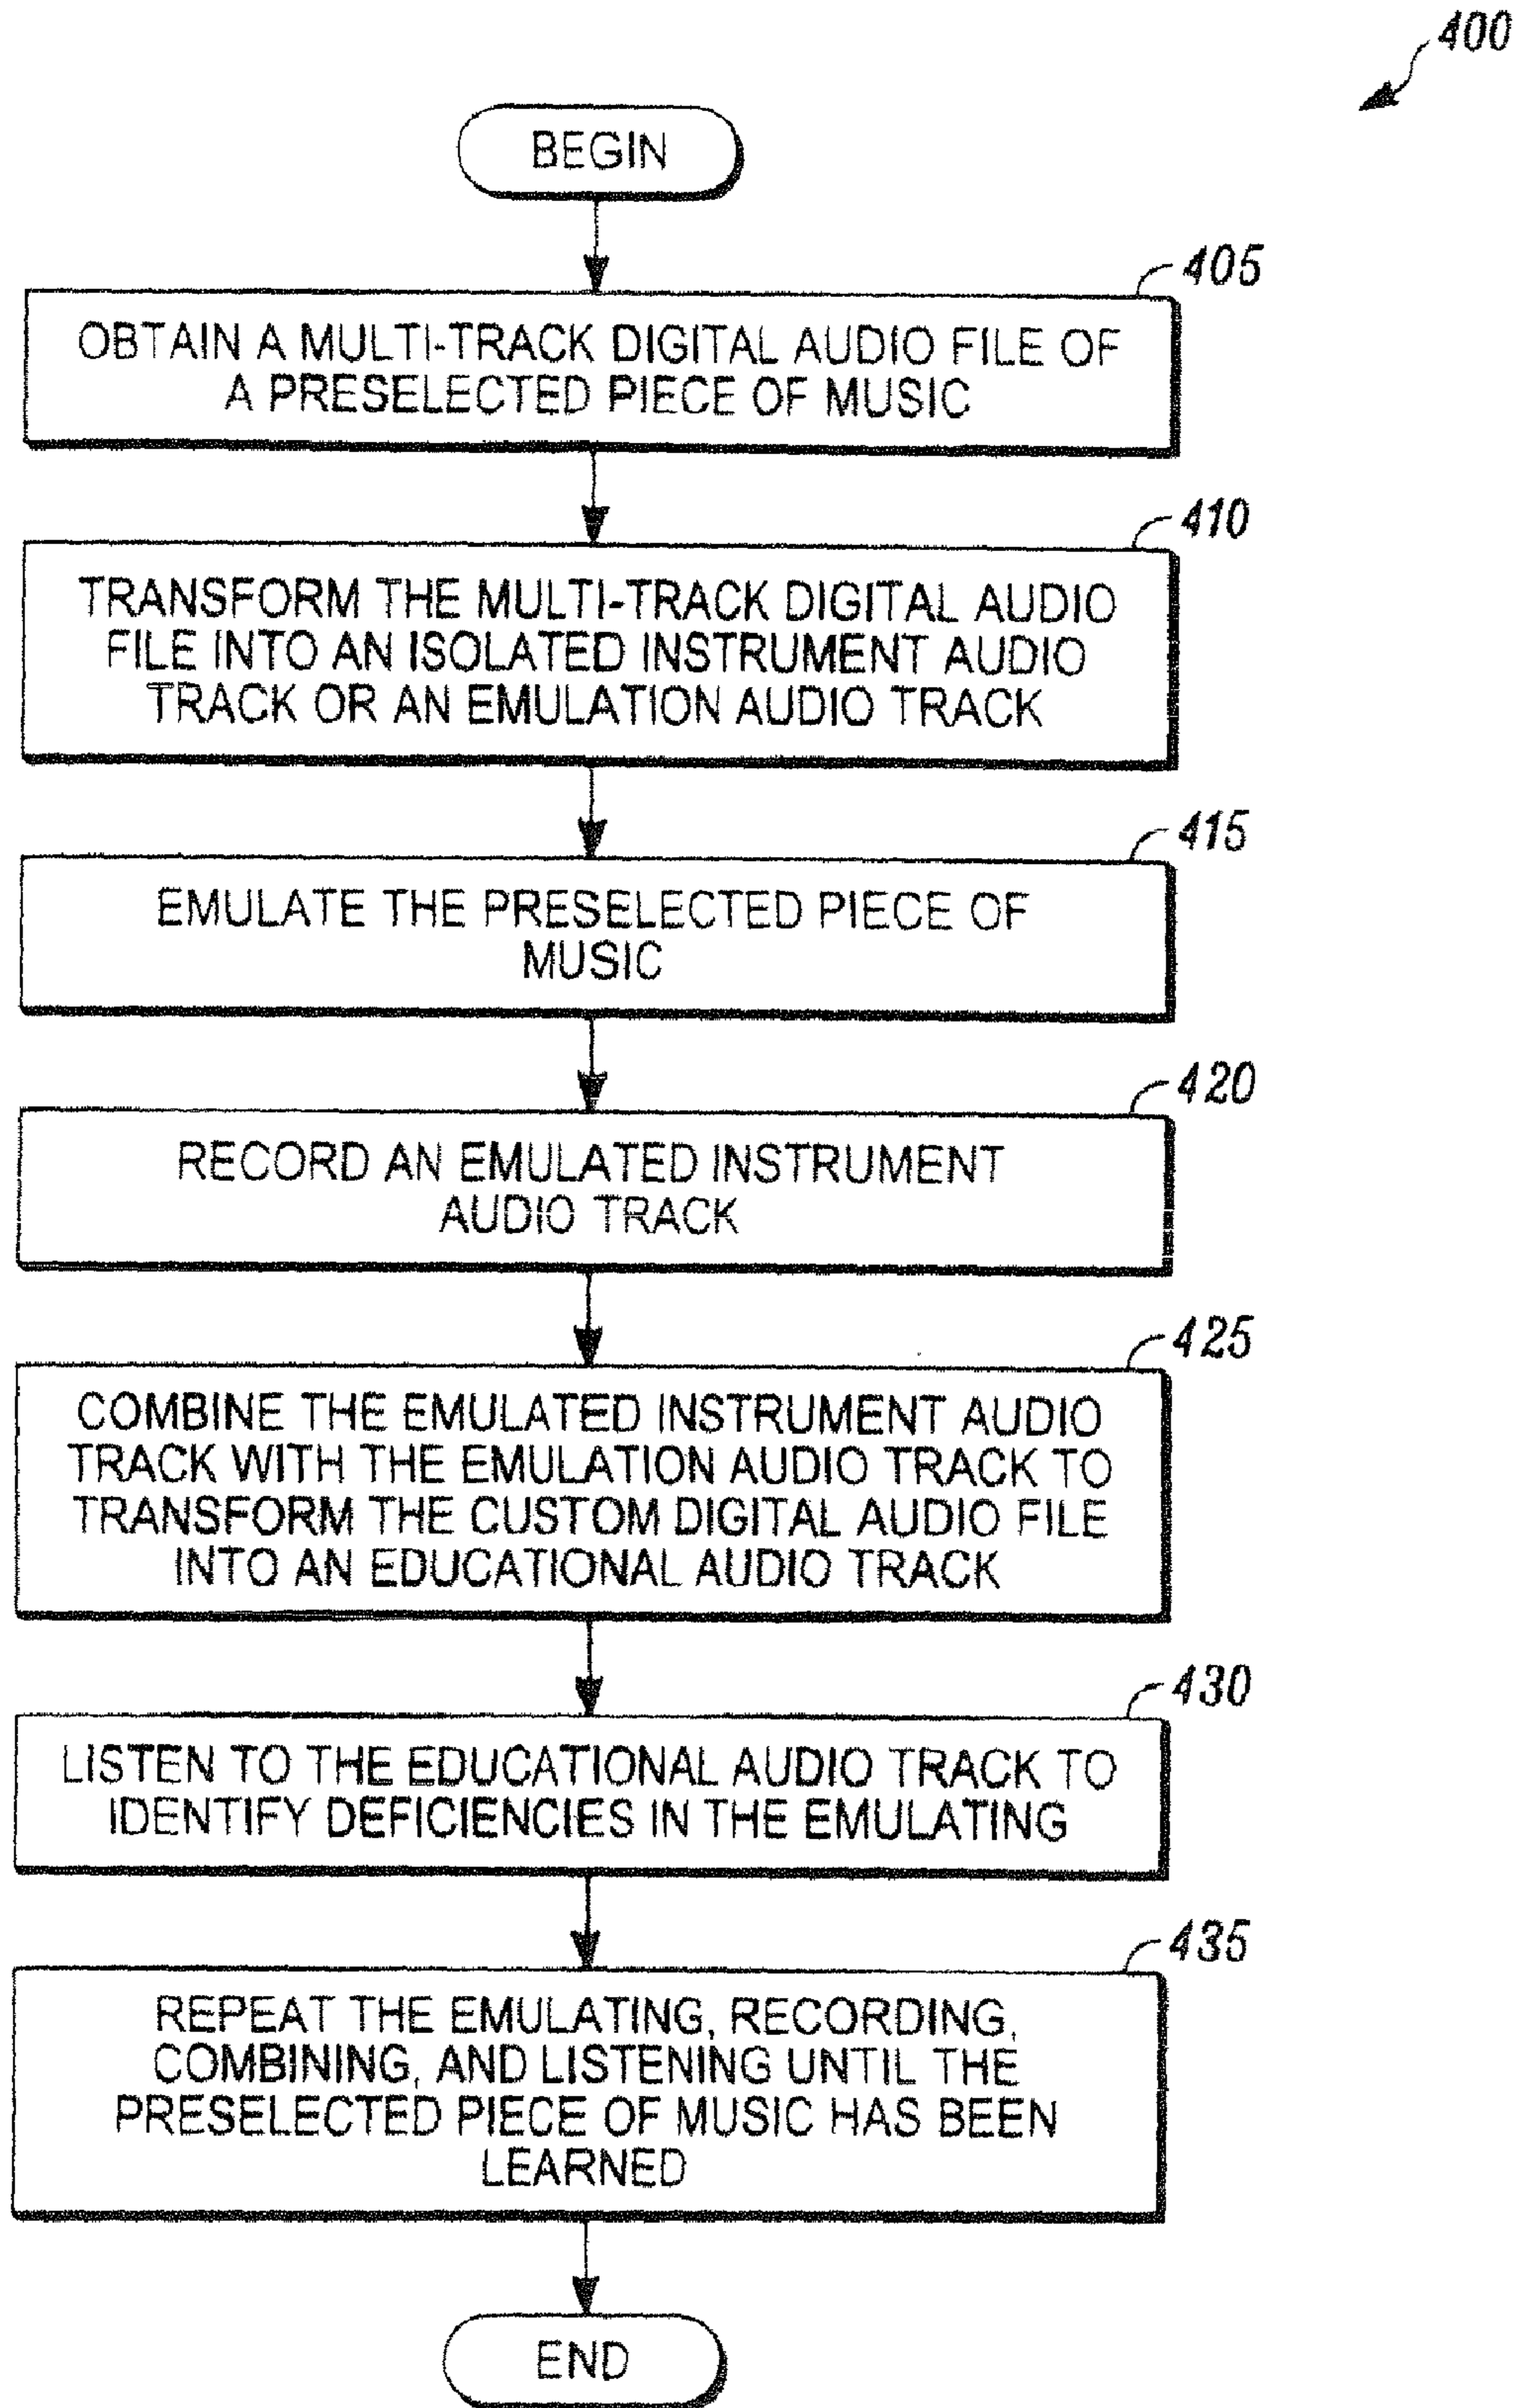 400
BEGIN
405
OBTAIN A MULTI-TRACK DIGITAL AUDIO FILE OF
A PRESELECTED PIECE OF MUSIC
410
TRANSFORM THE MULTI-TRACK DIGITAL AUDIO
FILE INTO AN ISOLATED INSTRUMENT AUDIO
TRACK OR AN EMULATION AUDIO TRACK
415
EMULATE THE PRESELECTED PIECE OF
MUSIC
420
RECORD AN EMULATED INSTRUMENT
AUDIO TRACK
425
COMBINE THE EMULATED INSTRUMENT AUDIO
TRACK WITH THE EMULATION AUDIO TRACK TO
TRANSFORM THE CUSTOM DIGITAL AUDIO FILE
INTO AN EDUCATIONAL AUDIO TRACK
430
LISTEN TO THE EDUCATIONAL AUDIO TRACK TO
IDENTIFY DEFICIENCIES IN THE EMULATING
435
REPEAT THE EMULATING, RECORDING,
COMBINING, AND LISTENING UNTIL THE
PRESELECTED PIECE OF MUSIC HAS BEEN
LEARNED
END